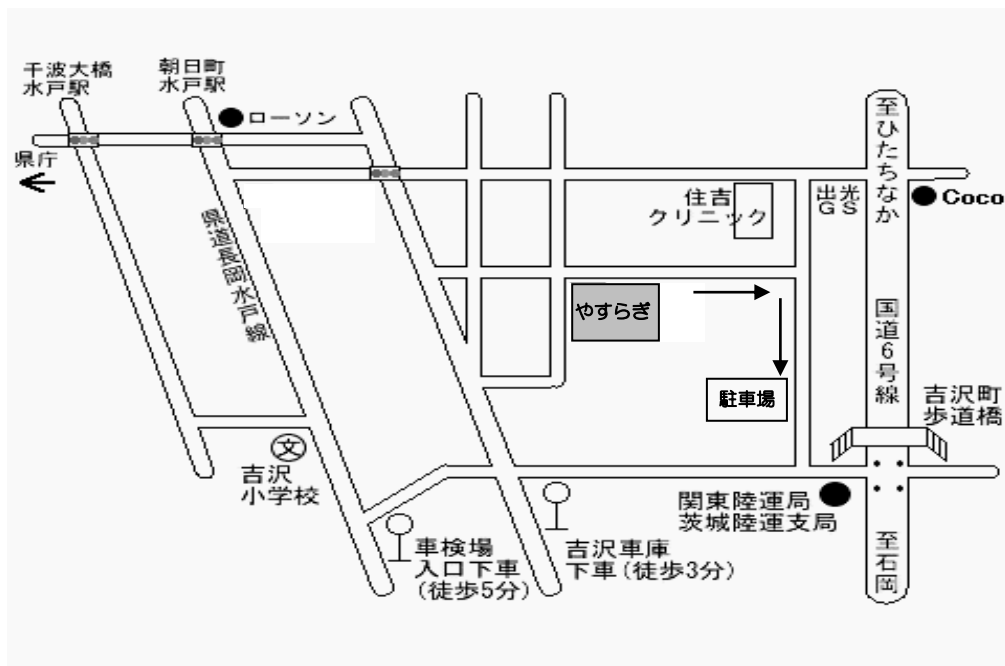 千波大橋
水戸駅
朝日町
水戸駅
ローソン
県庁
至ひたちなか
住吉
クリニック
出光
GS
Coco
県道長岡水戸線
やすらぎ
国道6号線
駐車場
吉沢町
歩道橋
文
吉沢
小学校
関東陸運局
茨城陸運支局
車検場
入口下車
(徒歩5分)
吉沢車庫
下車(徒歩3分)
至石岡